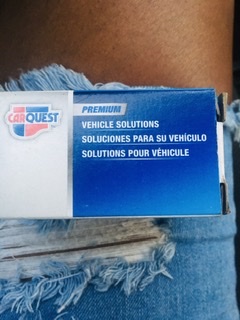 CARQUEST
PREMIUM
VEHICLE SOLUTIONS
SOLUCIONES PARA SU VEHÍCULO
SOLUTIONS POUR VÉHICULE